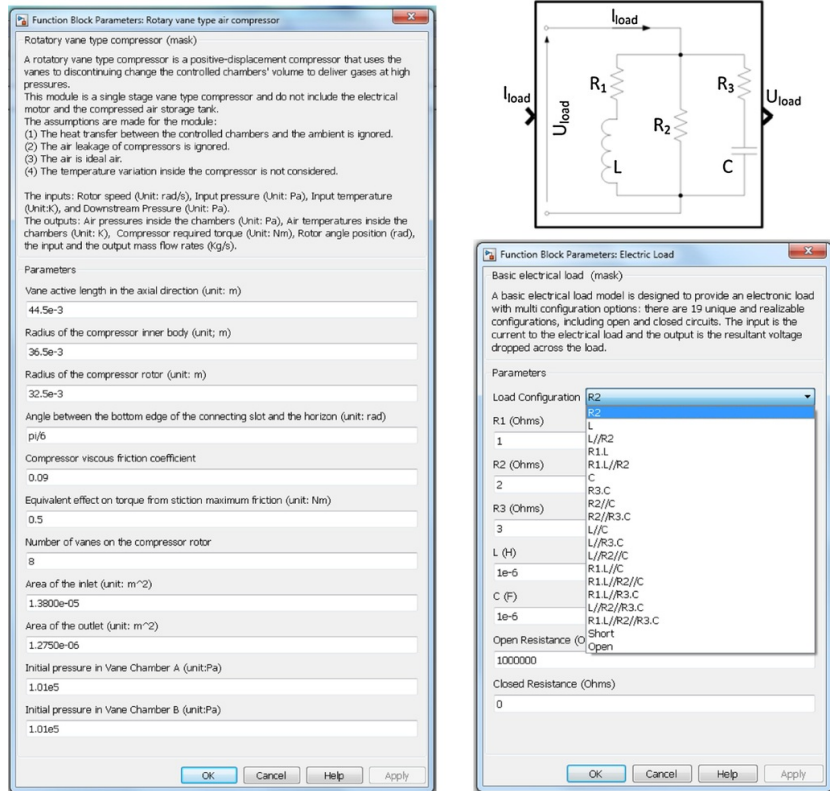 Function Block Parameters: Rotary vane type air compressor
Rotatory vane type compressor (mask)
A rotatory vane type compressor is a positive-displacement compressor that uses the
vanes to discontinuing change the controlled chambers' volume to deliver gases at high
pressures.
This module is a single stage vane type compressor and do not include the electrical
motor and the compressed air storage tank.
The assumptions are made for the module:
(1) The heat transfer between the controlled chambers and the ambient is ignored.
(2) The air leakage of compressors is ignored.
(3) The air is ideal air.
(4) The temperature variation inside the compressor is not considered.
The inputs: Rotor speed (Unit: rad/s), Input pressure (Unit: Pa), Input temperature
(Unit:K), and Downstream Pressure (Unit: Pa).
The outputs: Air pressures inside the chambers (Unit: Pa), Air temperatures inside the
chambers (Unit: K), Compressor required torque (Unit: Nm), Rotor angle position (rad),
the input and the output mass flow rates (Kg/s).
Parameters
Vane active length in the axial direction (unit: m)
44.5e-3
Radius of the compressor inner body (unit; m)
36.5e-3
Radius of the compressor rotor (unit: m)
32.5e-3
Angle between the bottom edge of the connecting slot and the horizon (unit: rad)
pi/6
Compressor viscous friction coefficient
0.09
Equivalent effect on torque from stiction maximum friction (unit: Nm)
0.5
Number of vanes on the compressor rotor
8
Area of the inlet (unit: m^2)
1.3800e-05
Area of the outlet (unit: m^2)
1.2750e-06
Initial pressure in Vane Chamber A (unit:Pa)
1.01e5
Initial pressure in Vane Chamber B (unit:Pa)
1.01e5
OK Cancel Help Apply
Iload
Iload
Uload
R1
R2
R3
L
C
Uload
Function Block Parameters: Electric Load
Basic electrical load (mask)
A basic electrical load model is designed to provide an electronic load
with multi configuration options: there are 19 unique and realizable
configurations, including open and closed circuits. The input is the
current to the electrical load and the output is the resultant voltage
dropped across the load.
Parameters
Load Configuration R2
R2
L
L//R2
R1.L
R1.L//R2
C
R3.C
R2//C
R2//R3.C
L//C
L//R3.C
L//R2//C
R1.L//C
R1.L//R2//C
R1.L//R3.C
L//R2//R3.C
R1.L//R2//R3.C
Short
Open
R1 (Ohms)
1
R2 (Ohms)
2
R3 (Ohms)
3
L (H)
1e-6
C (F)
1e-6
Open Resistance (O
1000000
Closed Resistance (Ohms)
0
OK Cancel Help Apply